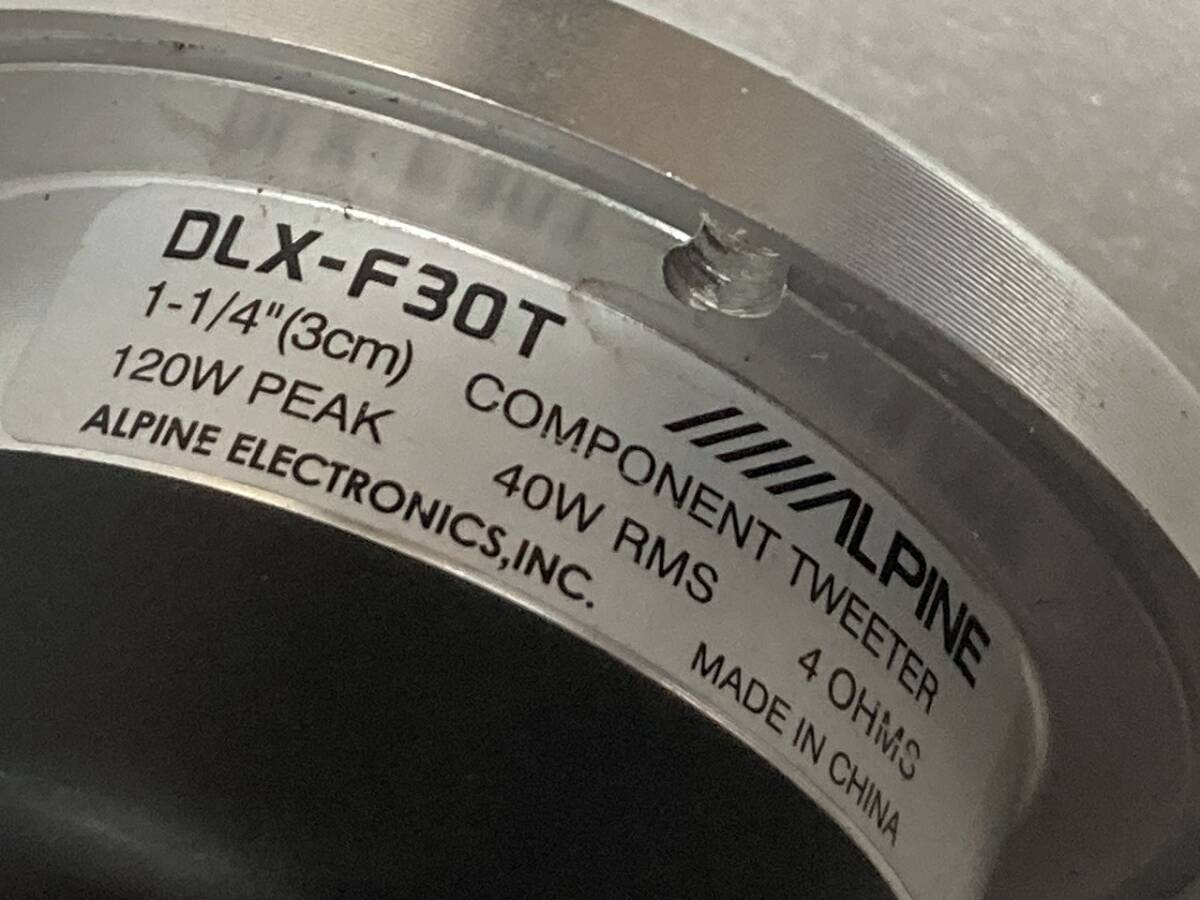 DLX-F30T
ALPINE
1-1/4"(3cm) COMPONENT TWEETER
120W PEAK 40W RMS 4 OHMS
ALPINE ELECTRONICS,INC. MADE IN CHINA